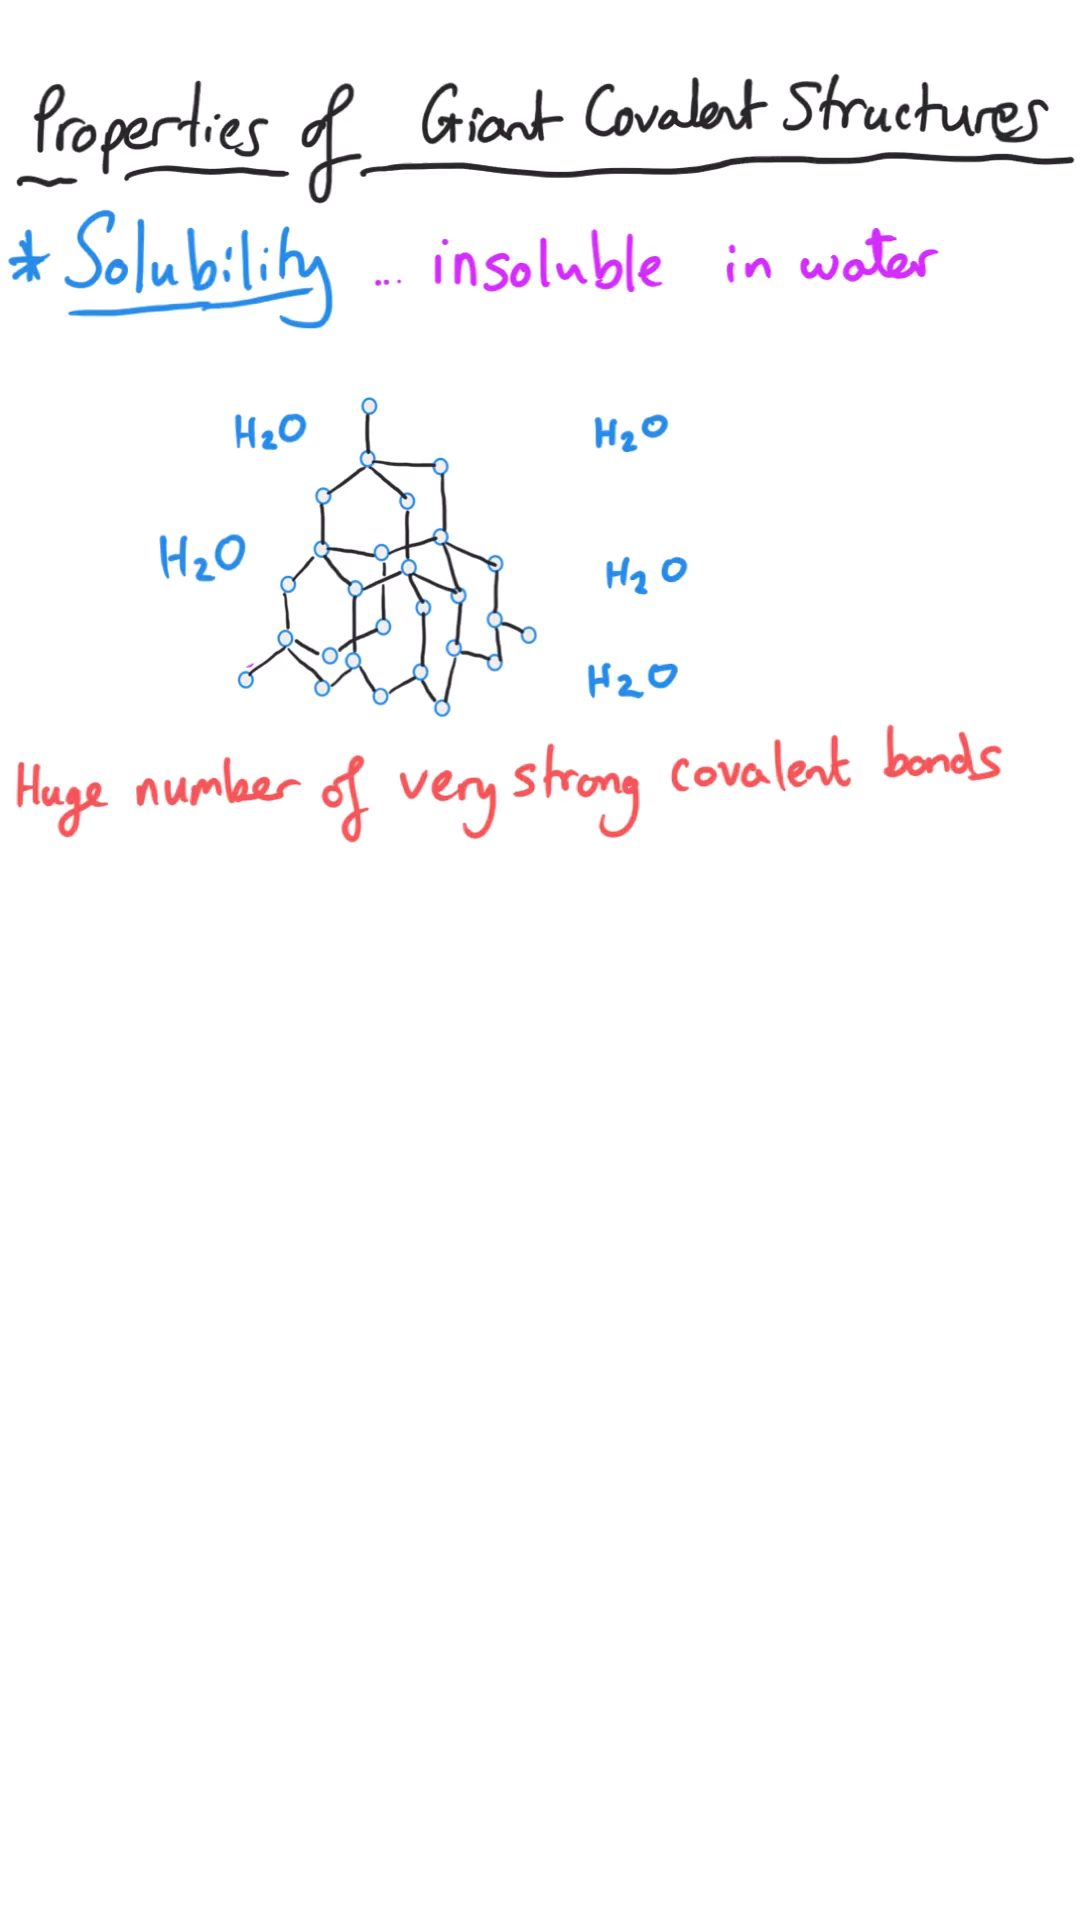 Properties of Giant Covalent Structures
* Solubility ... insoluble in water
H₂O H₂O
H₂O H₂O
H₂O
Huge number of very strong covalent bonds